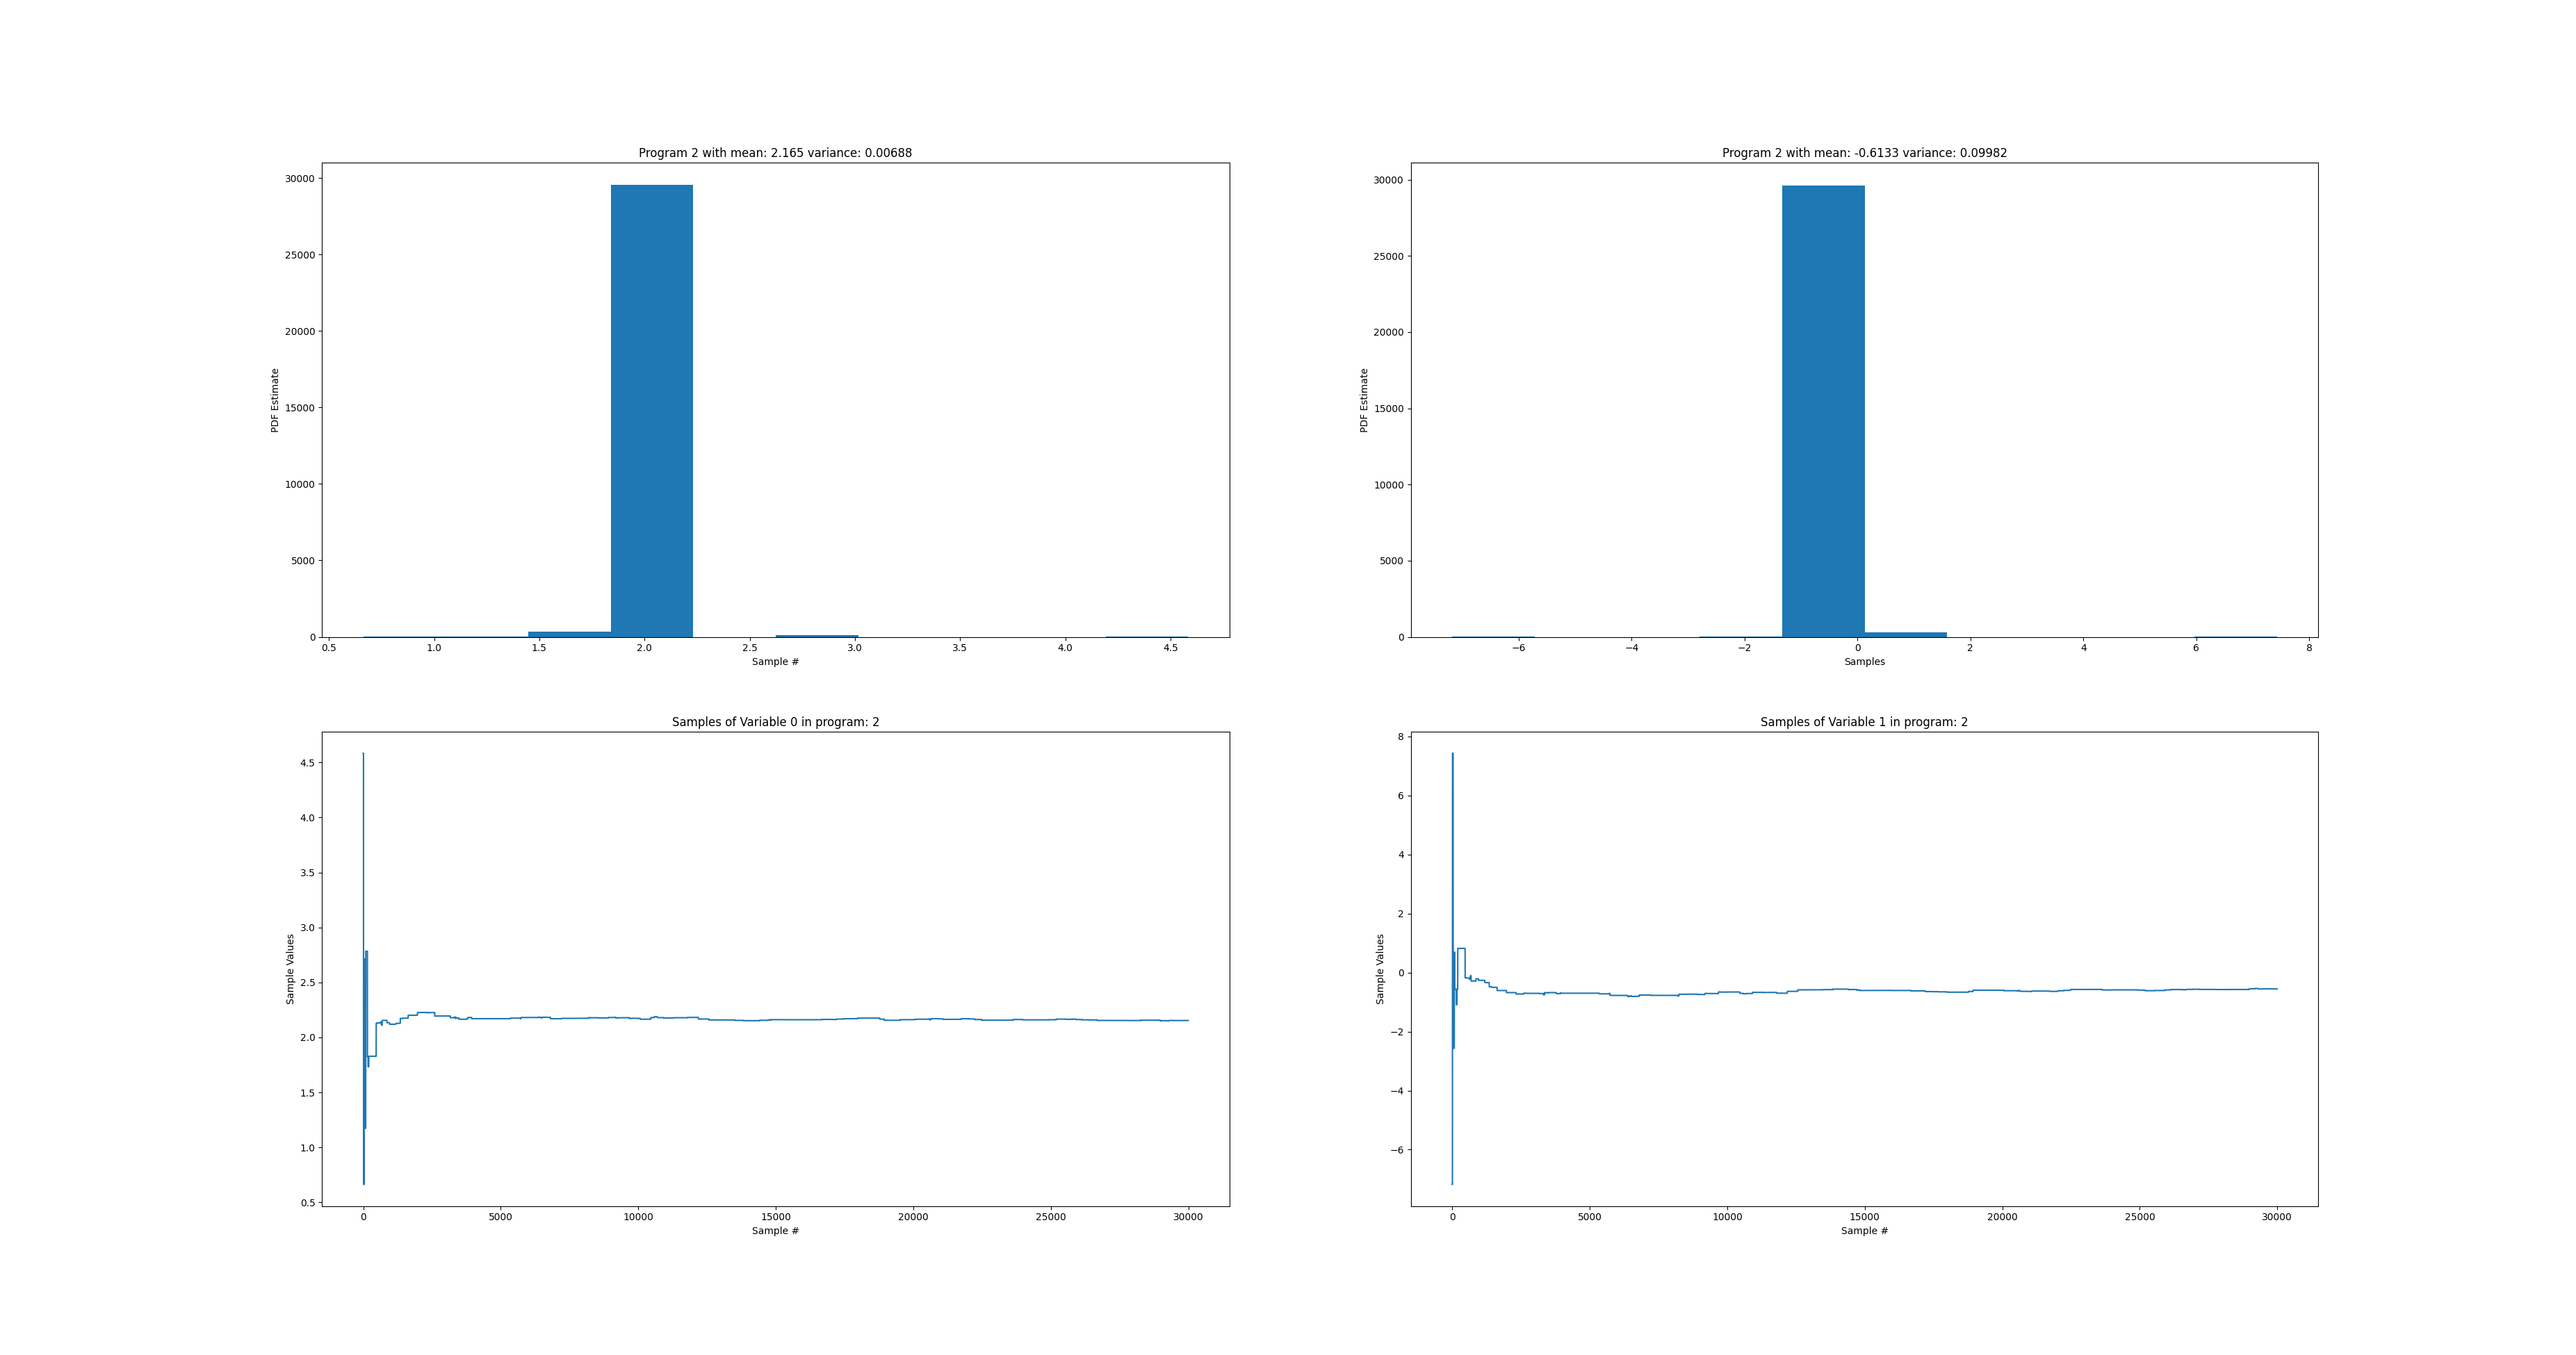 Program 2 with mean: 2.165 variance: 0.00688
30000
25000
20000
15000
10000
5000
0
PDF Estimate
0.5 1.0 1.5 2.0 2.5 3.0 3.5 4.0 4.5
Sample #
Program 2 with mean: -0.6133 variance: 0.09982
30000
25000
20000
15000
10000
5000
0
PDF Estimate
−6 −4 −2 0 2 4 6 8
Samples
Samples of Variable 0 in program: 2
4.5
4.0
3.5
3.0
2.5
2.0
1.5
1.0
0.5
Sample Values
0 5000 10000 15000 20000 25000 30000
Sample #
Samples of Variable 1 in program: 2
8
6
4
2
0
−2
−4
−6
Sample Values
0 5000 10000 15000 20000 25000 30000
Sample #